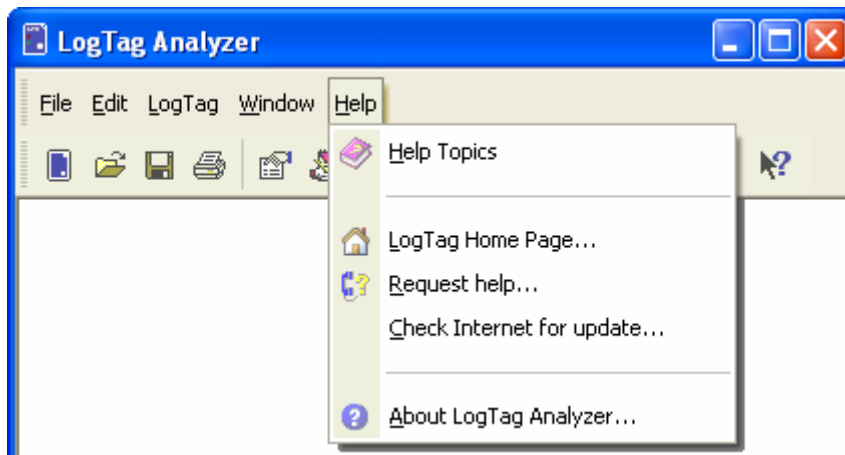 LogTag Analyzer
File Edit LogTag Window Help
Help Topics
LogTag Home Page...
Request help...
Check Internet for update...
About LogTag Analyzer...